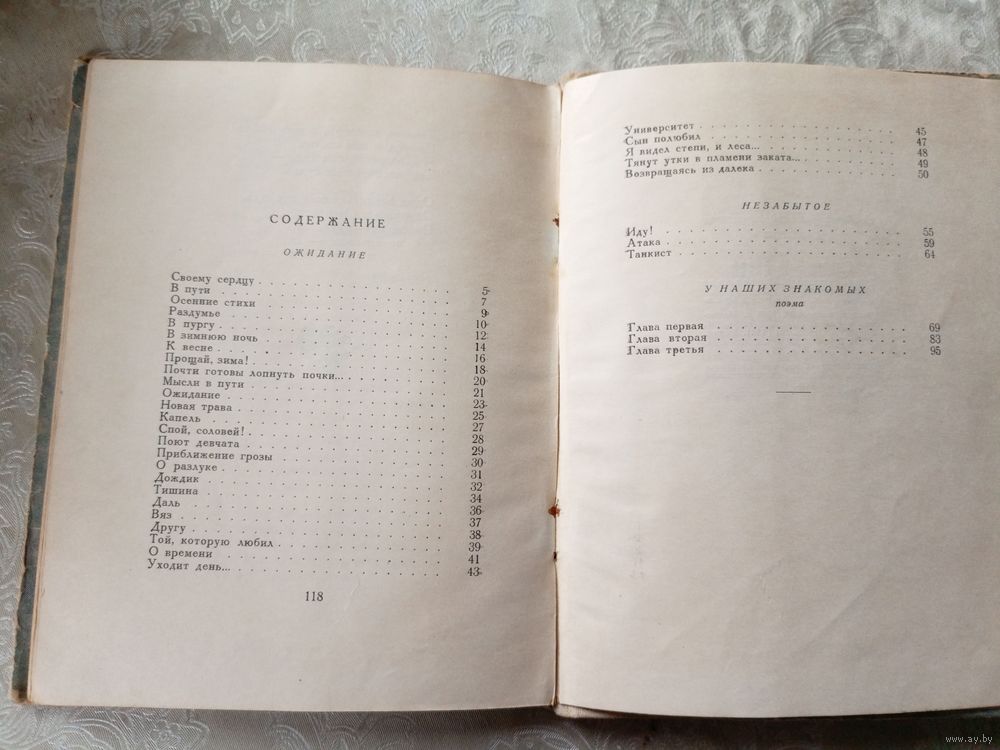 СОДЕРЖАНИЕ
ОЖИДАНИЕ
Своему сердцу . . . . . . . . . . 5
В пути . . . . . . . . . . 7
Осенние стихи . . . . . . . . . . 9
Раздумье . . . . . . . . . . 10
В пургу . . . . . . . . . . 12
В зимнюю ночь . . . . . . . . . . 14
К весне . . . . . . . . . . 16
Прощай, зима! . . . . . . . . . . 18
Почти готовы лопнуть почки... . . . . . . 20
Мысли в пути . . . . . . . . . . 21
Ожидание . . . . . . . . . . 23
Новая трава . . . . . . . . . . 25
Капель . . . . . . . . . . 27
Спой, соловей! . . . . . . . . . . 28
Поют девчата . . . . . . . . . . 29
Приближение грозы . . . . . . . . . . 30
О разлуке . . . . . . . . . . 31
Дождик . . . . . . . . . . 32
Тишина . . . . . . . . . . 34
Даль . . . . . . . . . . 36
Вяз . . . . . . . . . . 37
Другу . . . . . . . . . . 38
Той, которую любил . . . . . . . . . . 39
О времени . . . . . . . . . . 41
Уходит день... . . . . . . . . . . 43
118
Университет . . . . . . . . . . 45
Сын полюбил . . . . . . . . . . 47
Я видел степи, и леса... . . . . . . . . 48
Тянут утки в пламени заката... . . . . . . 49
Возвращаясь из далека . . . . . . . . . . 50
НЕЗАБЫТОЕ
Иду! . . . . . . . . . . 55
Атака . . . . . . . . . . 59
Танкист . . . . . . . . . . 64
У НАШИХ ЗНАКОМЫХ
поэма
Глава первая . . . . . . . . . . 69
Глава вторая . . . . . . . . . . 83
Глава третья . . . . . . . . . . 95
© www.ay.by